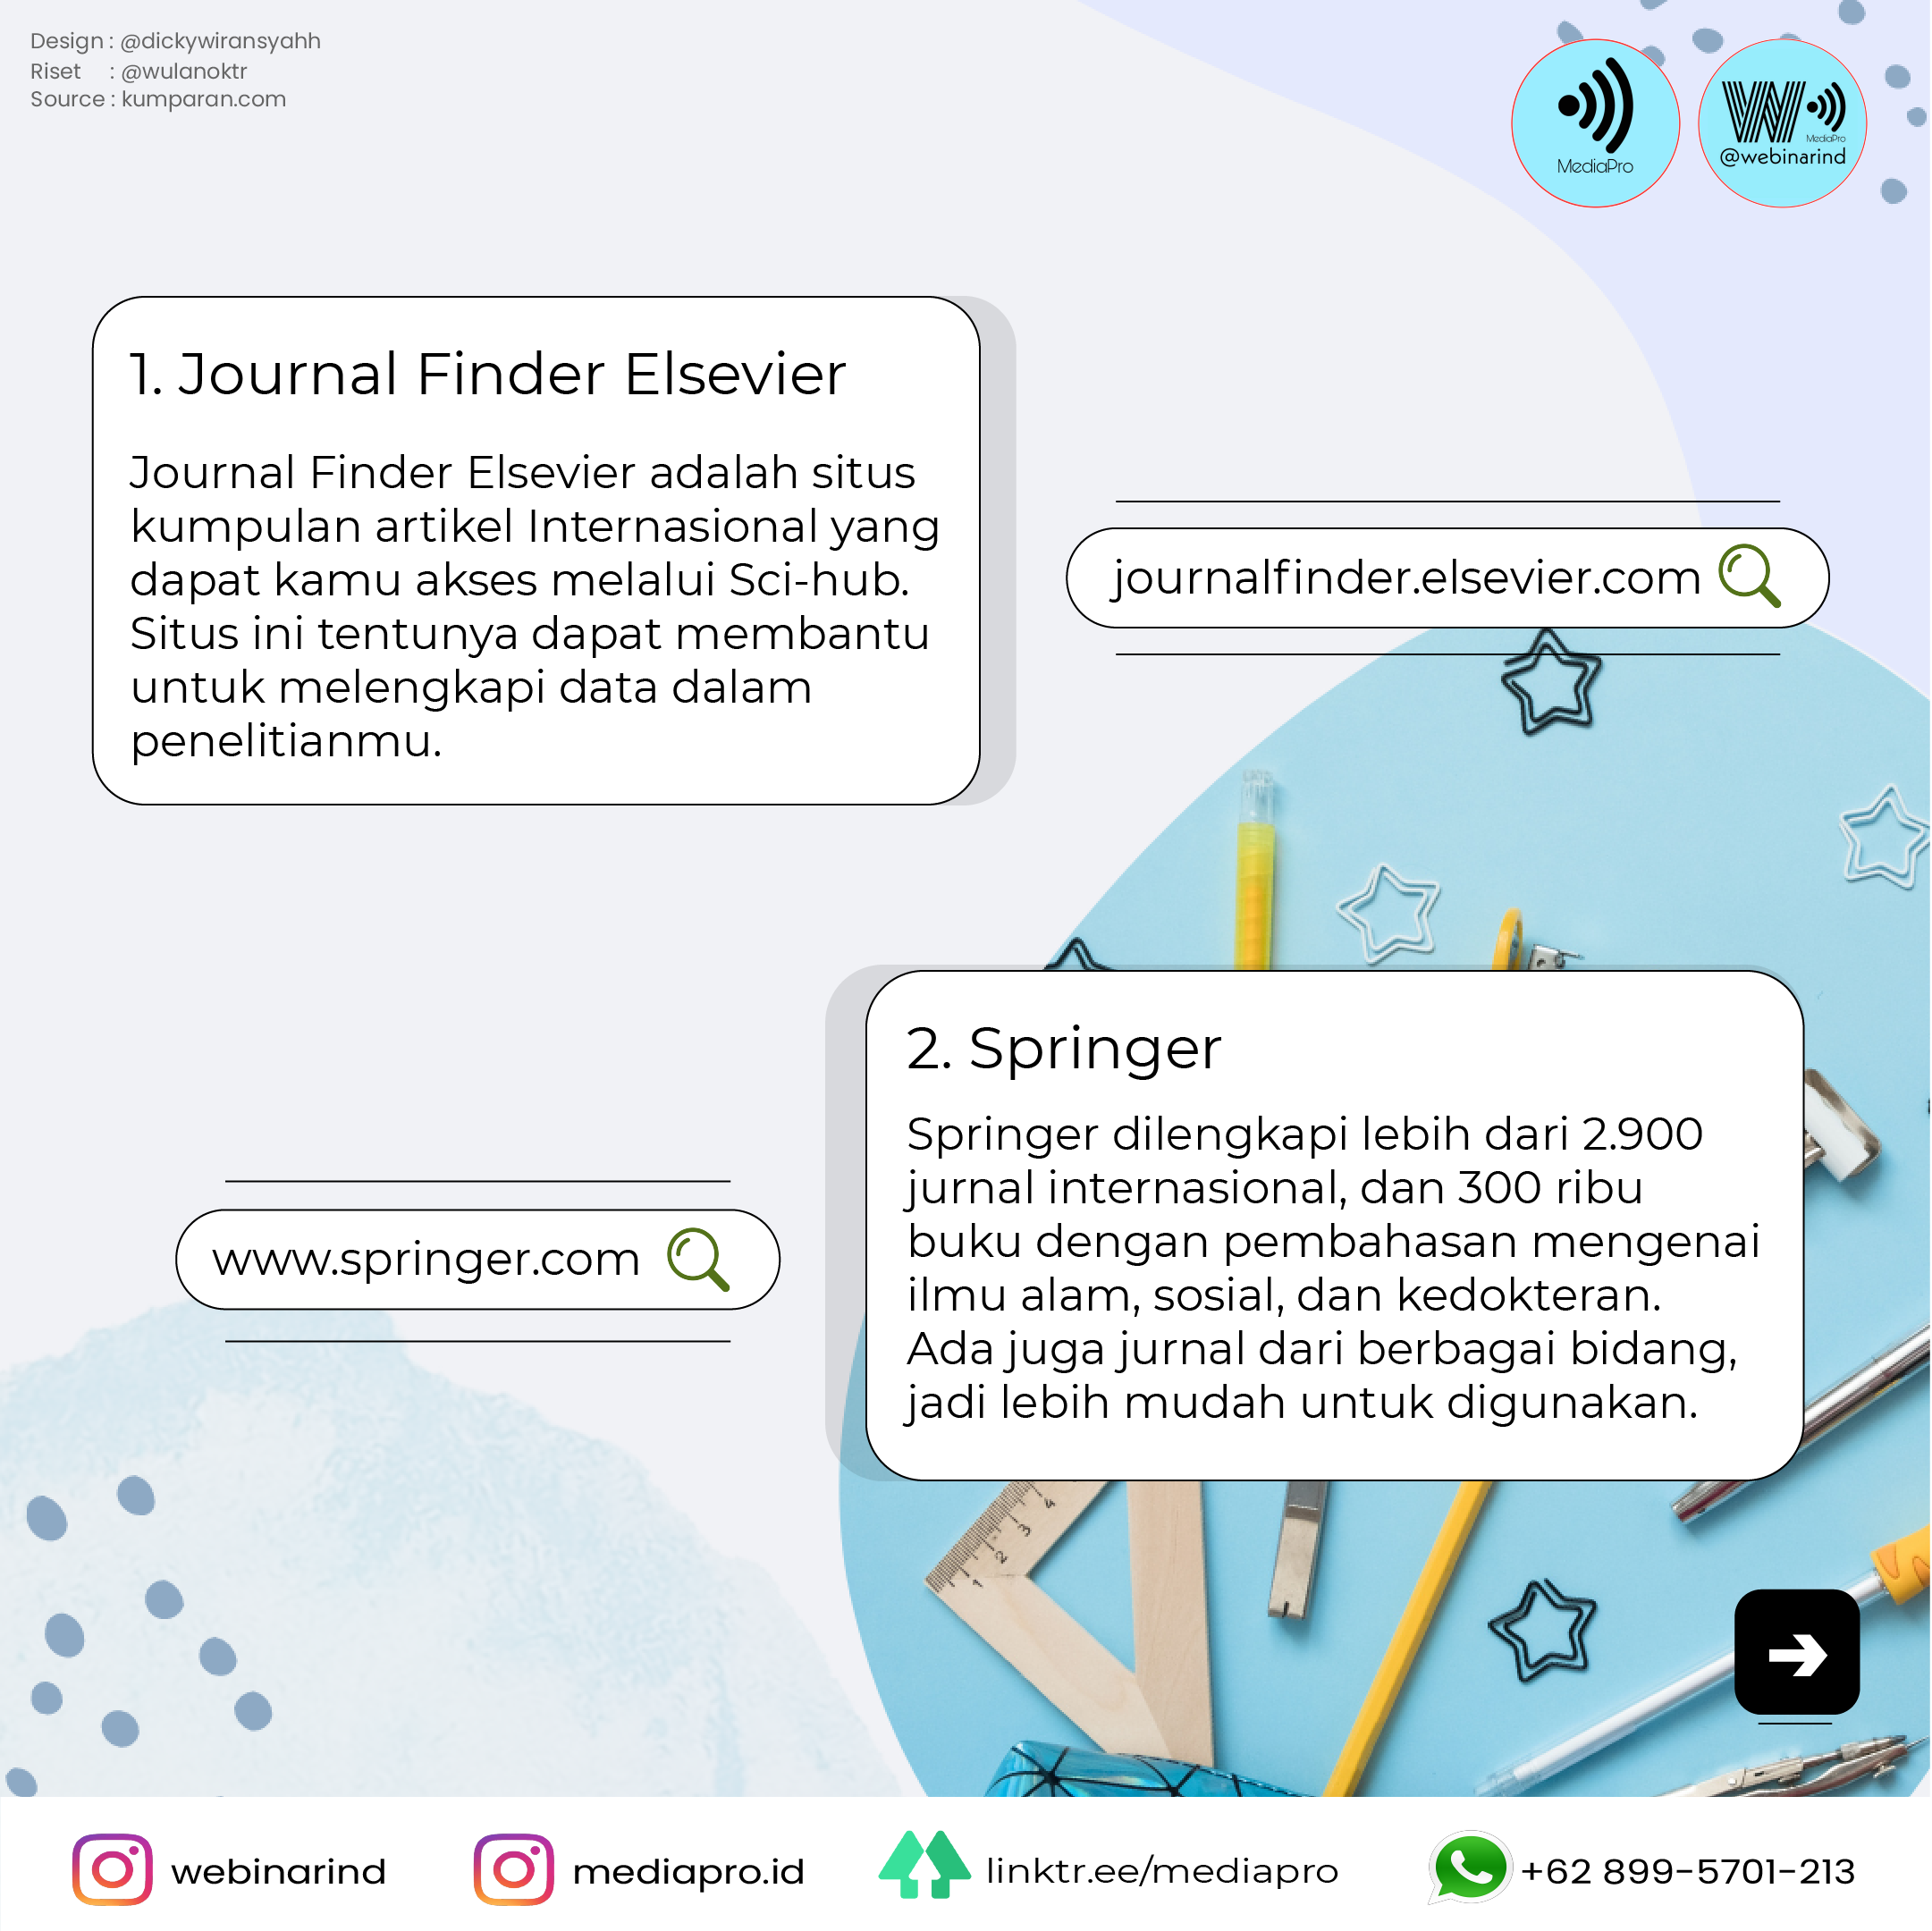 Design : @dickywiransyahh
Riset : @wulanoktr
Source : kumparan.com
MediaPro
W
MediaPro
@webinarind
1. Journal Finder Elsevier
Journal Finder Elsevier adalah situs
kumpulan artikel Internasional yang
dapat kamu akses melalui Sci-hub.
Situs ini tentunya dapat membantu
untuk melengkapi data dalam
penelitianmu.
journalfinder.elsevier.com
2. Springer
Springer dilengkapi lebih dari 2.900
jurnal internasional, dan 300 ribu
buku dengan pembahasan mengenai
ilmu alam, sosial, dan kedokteran.
Ada juga jurnal dari berbagai bidang,
jadi lebih mudah untuk digunakan.
www.springer.com
1 2 3 4
webinarind
mediapro.id
linktr.ee/mediapro
+62 899-5701-213